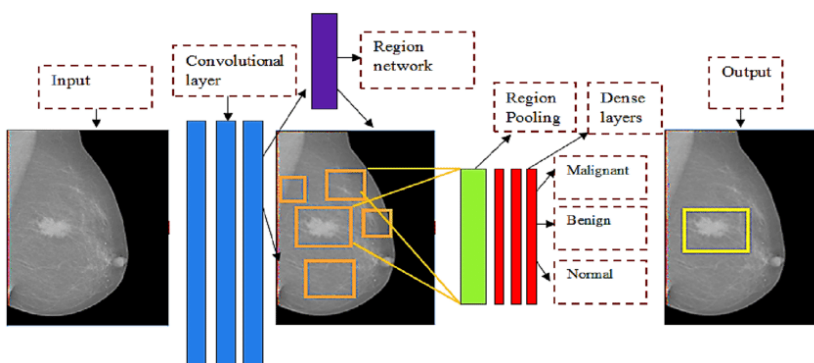 Input
Convolutional
layer
Region
network
Region
Pooling
Dense
layers
Malignant
Benign
Normal
Output